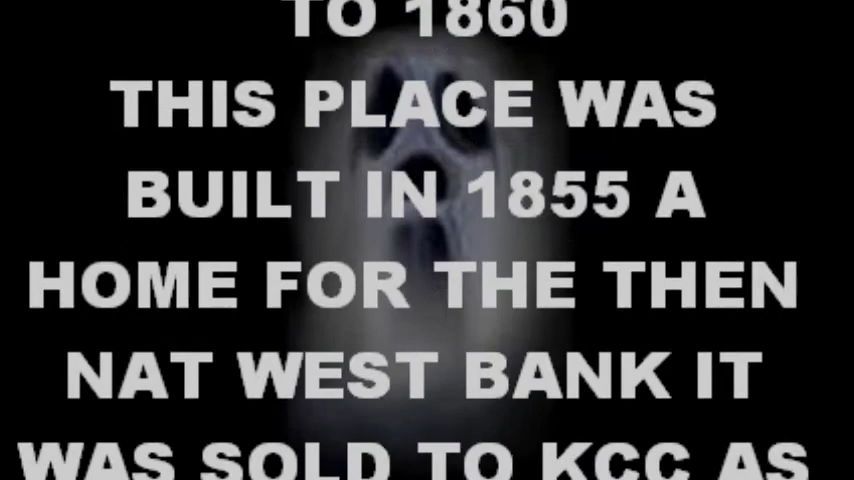 TO 1860
THIS PLACE WAS
BUILT IN 1855 A
HOME FOR THE THEN
NAT WEST BANK IT
WAS SOLD TO KCC AS